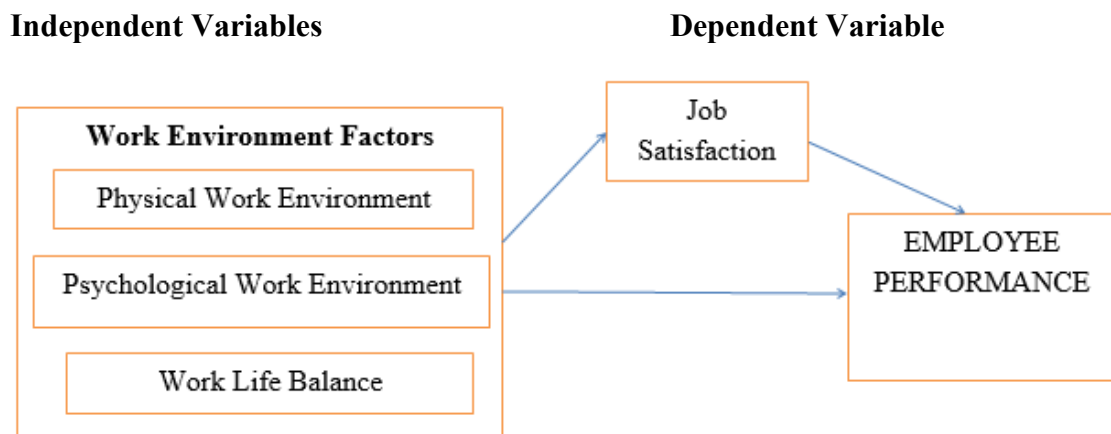 Independent Variables
Dependent Variable
Work Environment Factors
Physical Work Environment
Psychological Work Environment
Work Life Balance
Job
Satisfaction
EMPLOYEE
PERFORMANCE